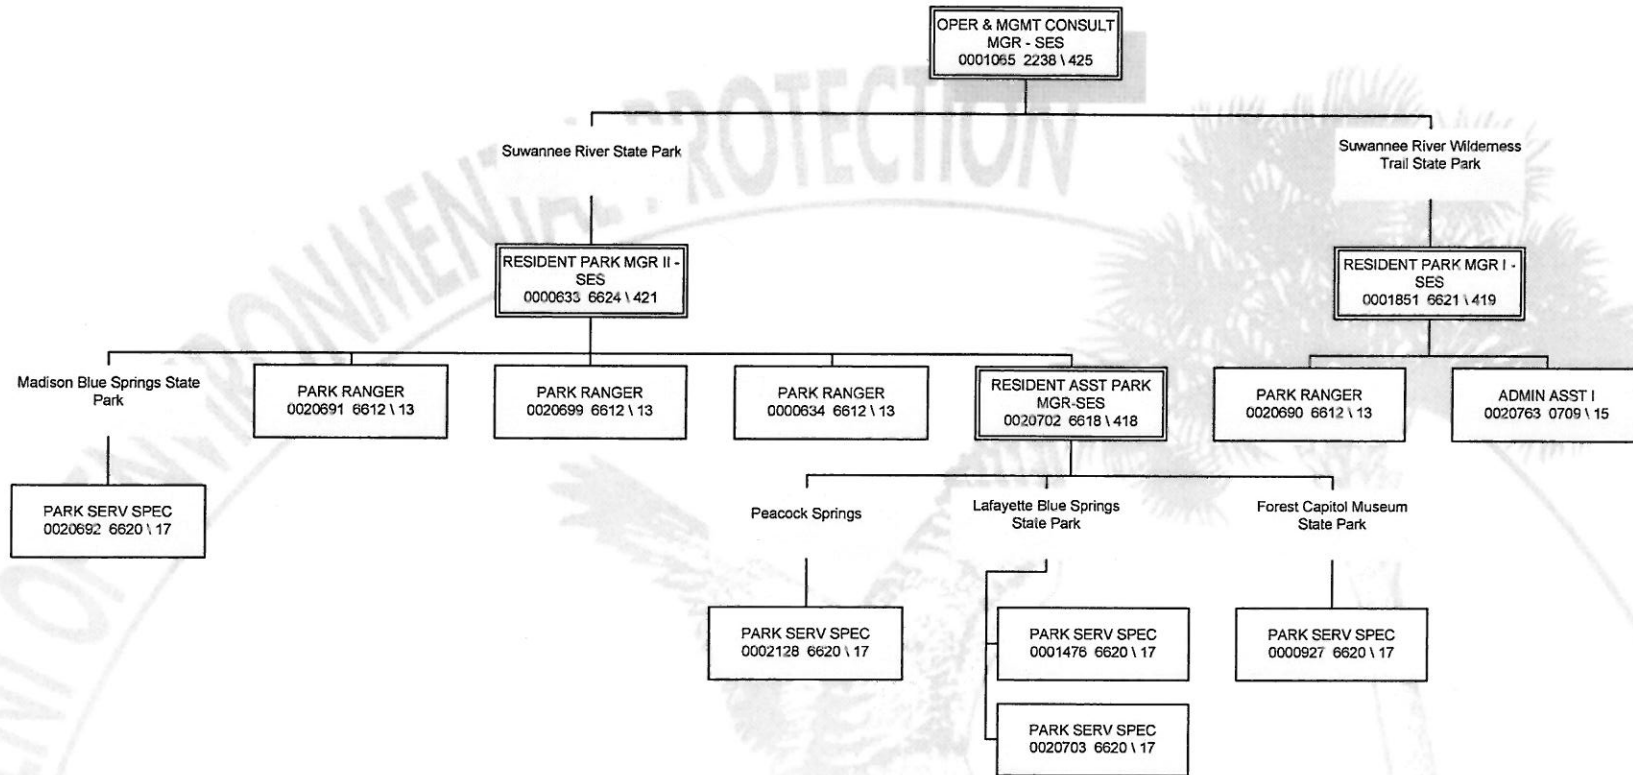 OPER & MGMT CONSULT
MGR - SES
0001065 2238 \ 425
Suwannee River State Park
Suwannee River Wilderness
Trail State Park
RESIDENT PARK MGR II -
SES
0000633 6624 \ 421
RESIDENT PARK MGR I -
SES
0001851 6621 \ 419
Madison Blue Springs State
Park
PARK RANGER
0020691 6612 \ 13
PARK RANGER
0020699 6612 \ 13
PARK RANGER
0000634 6612 \ 13
RESIDENT ASST PARK
MGR-SES
0020702 6618 \ 418
PARK RANGER
0020690 6612 \ 13
ADMIN ASST I
0020763 0709 \ 15
PARK SERV SPEC
0020692 6620 \ 17
Peacock Springs
Lafayette Blue Springs
State Park
Forest Capitol Museum
State Park
PARK SERV SPEC
0002128 6620 \ 17
PARK SERV SPEC
0001476 6620 \ 17
PARK SERV SPEC
0000927 6620 \ 17
PARK SERV SPEC
0020703 6620 \ 17
OF ENVIRONMENTAL PROTECTION